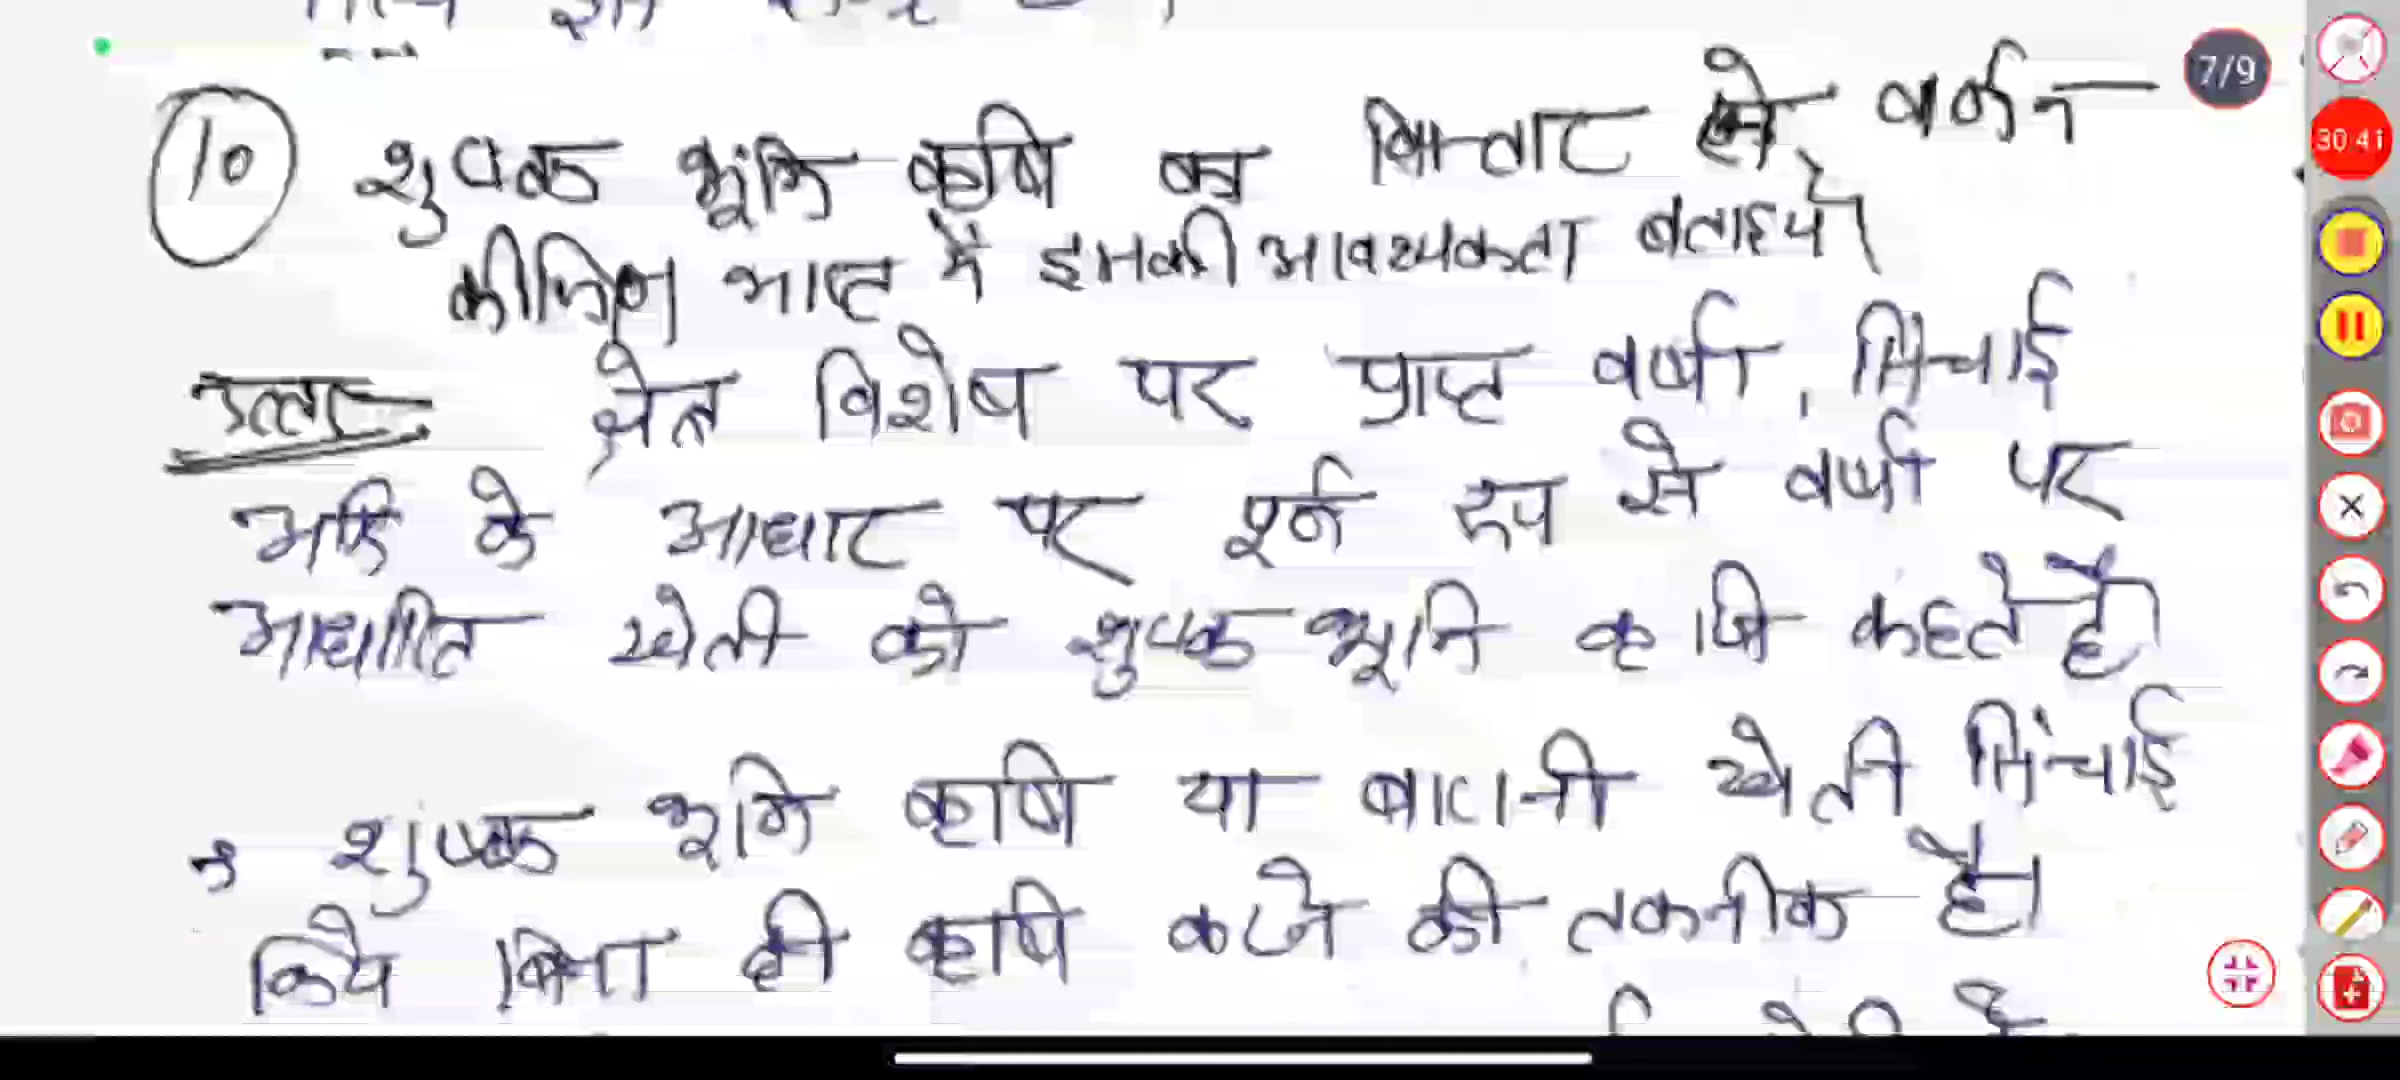 7/9
30:41
10 शुष्क भूमि कृषि का विस्तार से वर्णन
कीजिए भारत में इसकी आवश्यकता बताइये।
उत्तर क्षेत्र विशेष पर प्राप्त वर्षा, सिंचाई
आदि के आधार पर पूर्ण रूप से वर्षा पर
आधारित खेती को शुष्क भूमि कृषि कहते हैं।
शुष्क भूमि कृषि या बारानी खेती सिंचाई
किये बिना ही कृषि करने की तकनीक है।